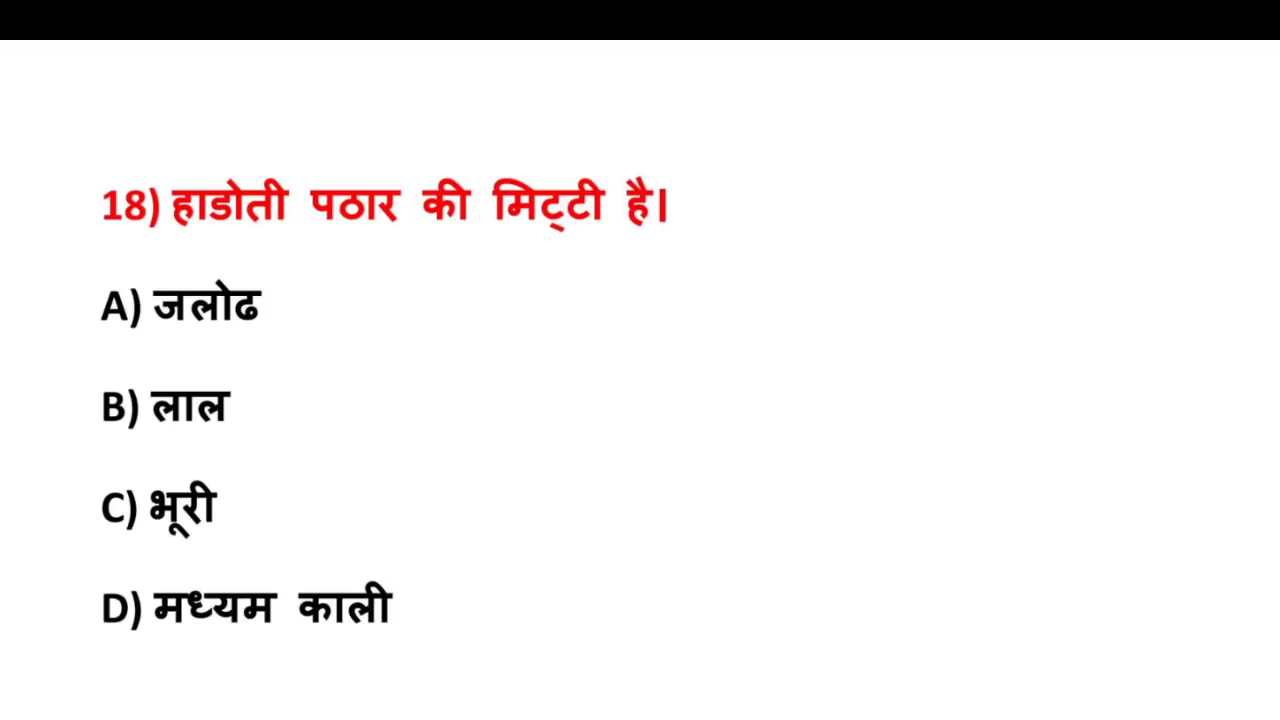 18) हाडोती पठार की मिट्टी है।
A) जलोढ
B) लाल
C) भूरी
D) मध्यम काली